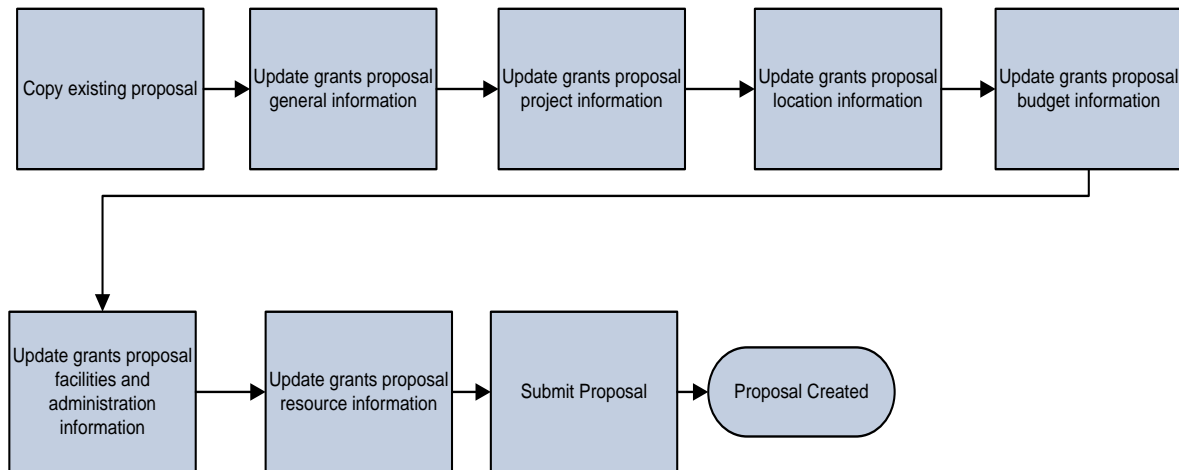 Copy existing proposal
Update grants proposal
general information
Update grants proposal
project information
Update grants proposal
location information
Update grants proposal
budget information
Update grants proposal
facilities and
administration
information
Update grants proposal
resource information
Submit Proposal
Proposal Created